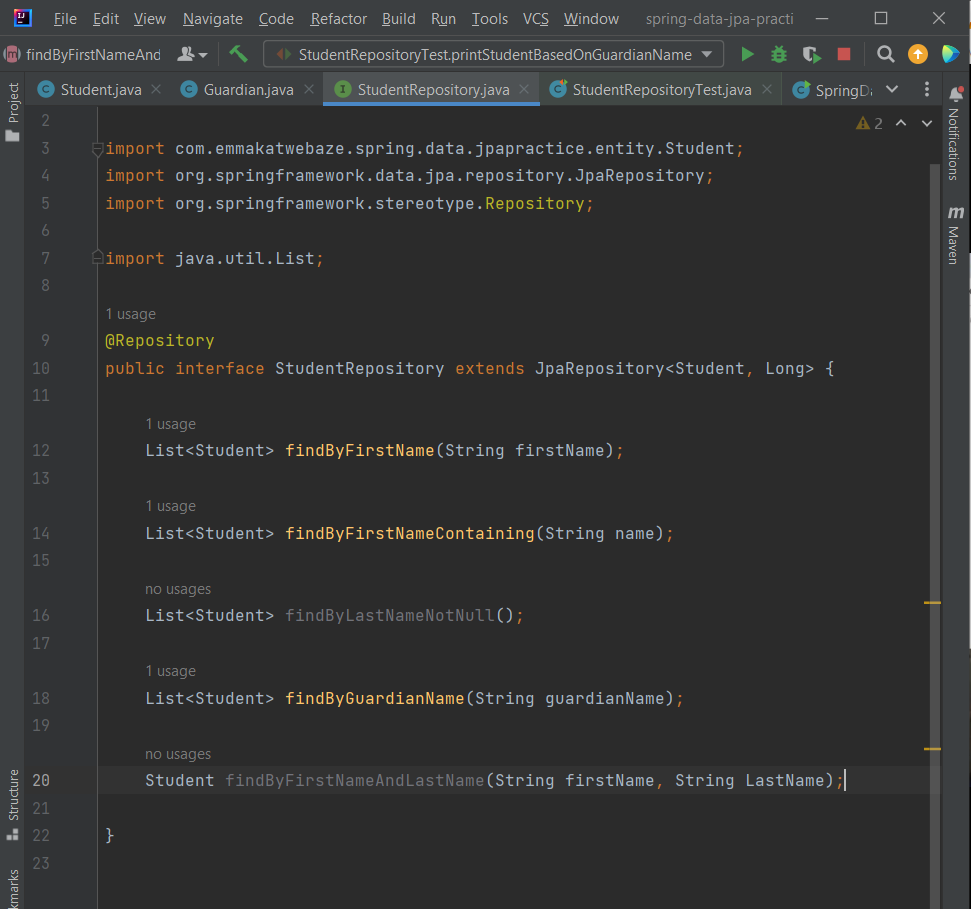 File Edit View Navigate Code Refactor Build Run Tools VCS Window spring-data-jpa-practi
findByFirstNameAnd StudentRepositoryTest.printStudentBasedOnGuardianName
Student.java Guardian.java StudentRepository.java StudentRepositoryTest.java SpringDa
Project
Notifications
Maven
Structure
kmarks
2
2
3 import com.emmakatwebaze.spring.data.jpapractice.entity.Student;
4 import org.springframework.data.jpa.repository.JpaRepository;
5 import org.springframework.stereotype.Repository;
6
7 import java.util.List;
8
1 usage
9 @Repository
10 public interface StudentRepository extends JpaRepository<Student, Long> {
11
1 usage
12 List<Student> findByFirstName(String firstName);
13
1 usage
14 List<Student> findByFirstNameContaining(String name);
15
no usages
16 List<Student> findByLastNameNotNull();
17
1 usage
18 List<Student> findByGuardianName(String guardianName);
19
no usages
20 Student findByFirstNameAndLastName(String firstName, String LastName);
21
22 }
23